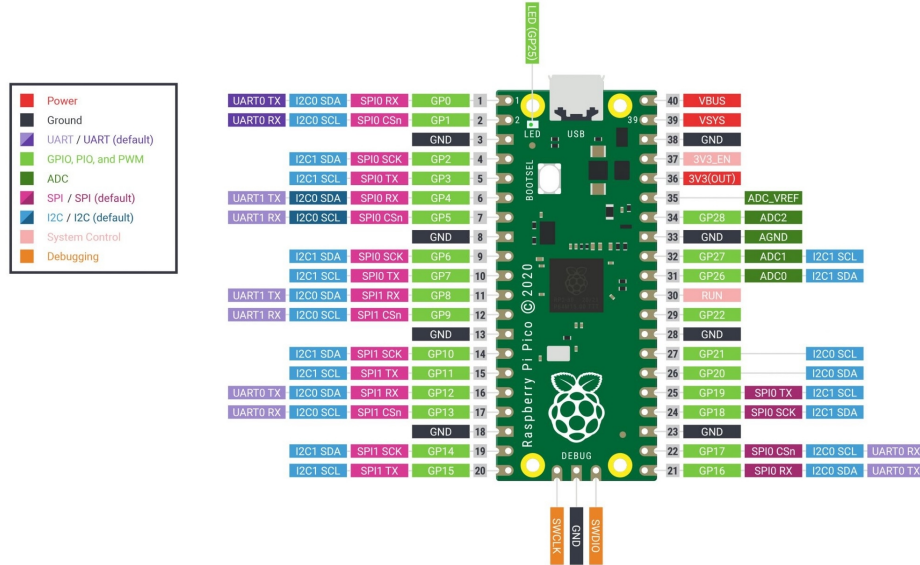 LED (GP25)
Power
Ground
UART / UART (default)
GPIO, PIO, and PWM
ADC
SPI / SPI (default)
I2C / I2C (default)
System Control
Debugging
UART0 TX I2C0 SDA SPI0 RX GP0 1
UART0 RX I2C0 SCL SPI0 CSn GP1 2
GND 3
I2C1 SDA SPI0 SCK GP2 4
I2C1 SCL SPI0 TX GP3 5
UART1 TX I2C0 SDA SPI0 RX GP4 6
UART1 RX I2C0 SCL SPI0 CSn GP5 7
GND 8
I2C1 SDA SPI0 SCK GP6 9
I2C1 SCL SPI0 TX GP7 10
UART1 TX I2C0 SDA SPI1 RX GP8 11
UART1 RX I2C0 SCL SPI1 CSn GP9 12
GND 13
I2C1 SDA SPI1 SCK GP10 14
I2C1 SCL SPI1 TX GP11 15
UART0 TX I2C0 SDA SPI1 RX GP12 16
UART0 RX I2C0 SCL SPI1 CSn GP13 17
GND 18
I2C1 SDA SPI1 SCK GP14 19
I2C1 SCL SPI1 TX GP15 20
1
2
39
LED
USB
BOOTSEL
Raspberry Pi Pico © 2020
DEBUG
40 VBUS
39 VSYS
38 GND
37 3V3_EN
36 3V3(OUT)
35 ADC_VREF
34 GP28 ADC2
33 GND AGND
32 GP27 ADC1 I2C1 SCL
31 GP26 ADC0 I2C1 SDA
30 RUN
29 GP22
28 GND
27 GP21 I2C0 SCL
26 GP20 I2C0 SDA
25 GP19 SPI0 TX I2C1 SCL
24 GP18 SPI0 SCK I2C1 SDA
23 GND
22 GP17 SPI0 CSn I2C0 SCL UART0 RX
21 GP16 SPI0 RX I2C0 SDA UART0 TX
SWCLK
GND
SWDIO